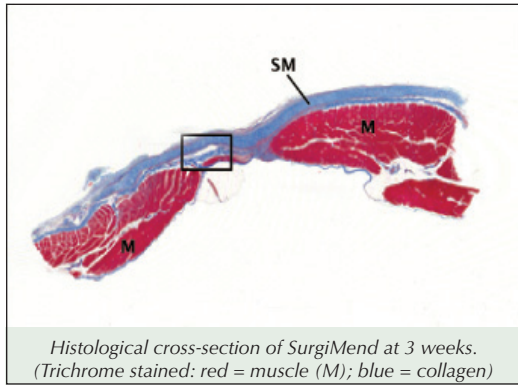 SM
M
M
Histological cross-section of SurgiMend at 3 weeks.
(Trichrome stained: red = muscle (M); blue = collagen)